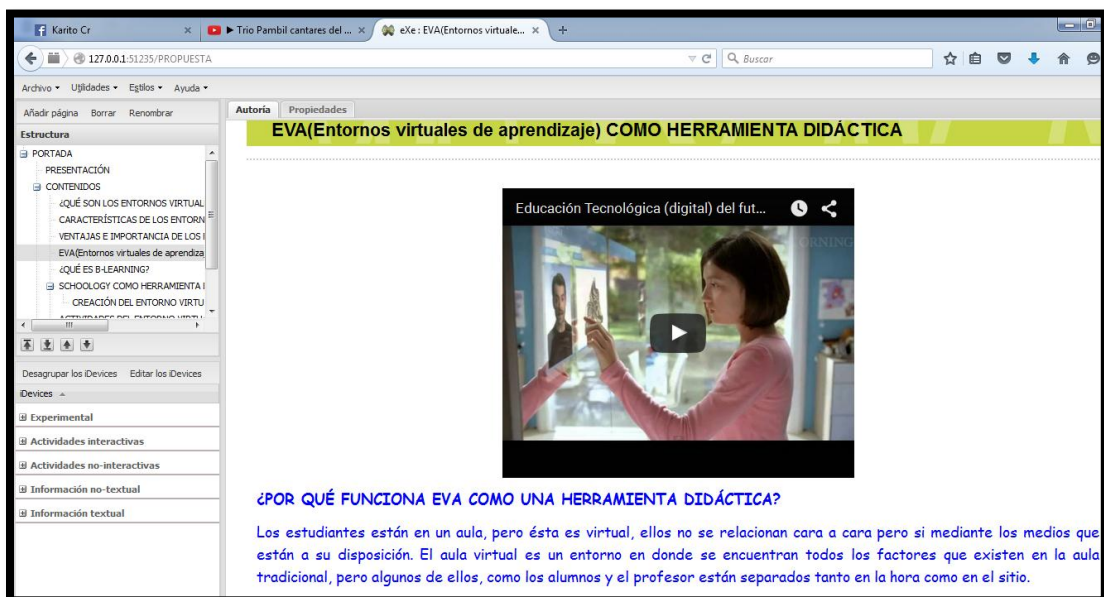 Karito Cr
▶ Trio Pambil cantares del ...
eXe : EVA(Entornos virtuale...
127.0.0.1:51235/PROPUESTA
Buscar
Archivo
Utilidades
Estilos
Ayuda
Añadir página
Borrar
Renombrar
Autoría
Propiedades
Estructura
PORTADA
PRESENTACIÓN
CONTENIDOS
¿QUÉ SON LOS ENTORNOS VIRTUAL
CARACTERÍSTICAS DE LOS ENTORN
VENTAJAS E IMPORTANCIA DE LOS
EVA(Entornos virtuales de aprendiza
¿QUÉ ES B-LEARNING?
SCHOOLOGY COMO HERRAMIENTA
CREACIÓN DEL ENTORNO VIRTU
ACTIVIDADES DEL ENTORNO VIRTU
Desagrupar los iDevices
Editar los iDevices
iDevices
Experimental
Actividades interactivas
Actividades no-interactivas
Información no-textual
Información textual
EVA(Entornos virtuales de aprendizaje) COMO HERRAMIENTA DIDÁCTICA
Educación Tecnológica (digital) del fut...
¿POR QUÉ FUNCIONA EVA COMO UNA HERRAMIENTA DIDÁCTICA?
Los estudiantes están en un aula, pero ésta es virtual, ellos no se relacionan cara a cara pero si mediante los medios que
están a su disposición. El aula virtual es un entorno en donde se encuentran todos los factores que existen en la aula
tradicional, pero algunos de ellos, como los alumnos y el profesor están separados tanto en la hora como en el sitio.